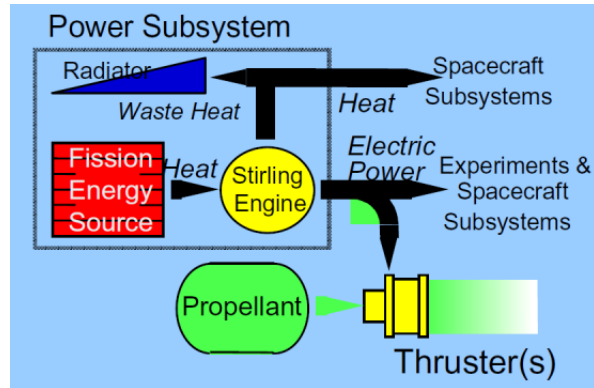 Power Subsystem
Radiator
Waste Heat
Heat
Spacecraft
Subsystems
Fission
Energy
Source
Heat
Stirling
Engine
Electric
Power
Experiments &
Spacecraft
Subsystems
Propellant
Thruster(s)